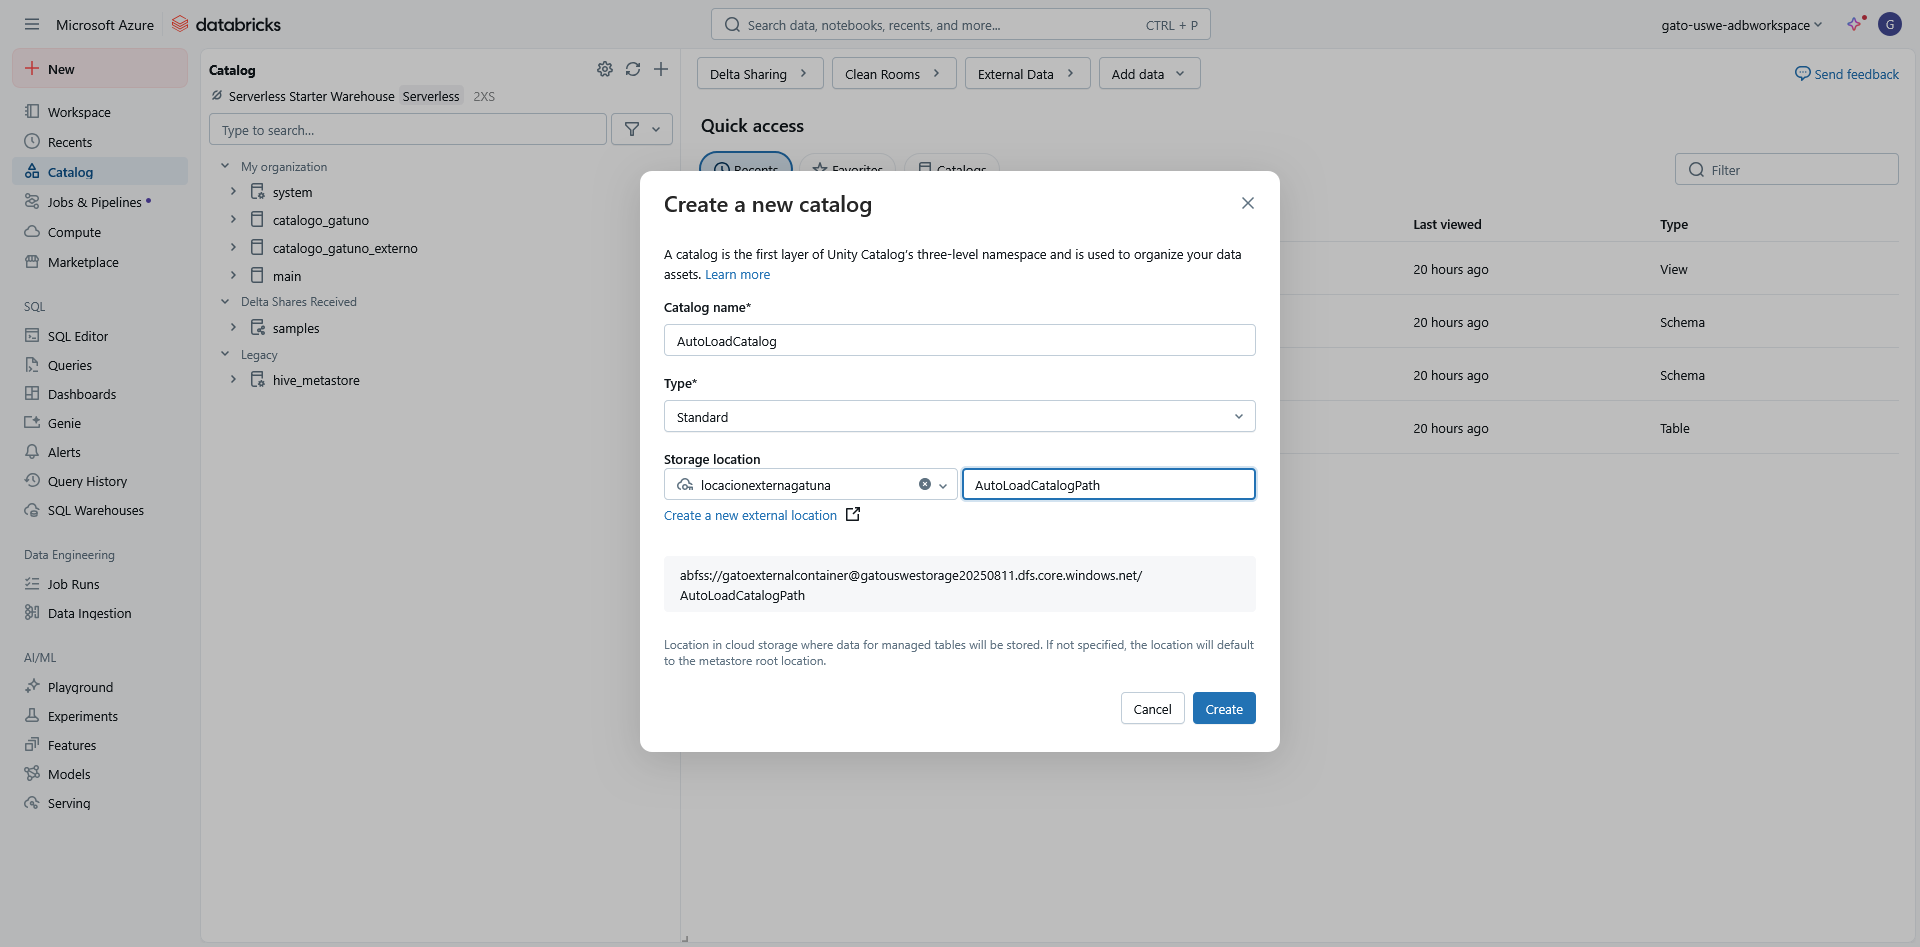 Microsoft Azure
databricks
Search data, notebooks, recents, and more...
CTRL + P
gato-uswe-adbworkspace
G
New
Workspace
Recents
Catalog
Jobs & Pipelines
Compute
Marketplace
SQL
SQL Editor
Queries
Dashboards
Genie
Alerts
Query History
SQL Warehouses
Data Engineering
Job Runs
Data Ingestion
AI/ML
Playground
Experiments
Features
Models
Serving
Catalog
Serverless Starter Warehouse Serverless 2XS
Type to search...
My organization
system
catalogo_gatuno
catalogo_gatuno_externo
main
Delta Shares Received
samples
Legacy
hive_metastore
Delta Sharing
Clean Rooms
External Data
Add data
Send feedback
Quick access
Recents
Favorites
Catalogs
Filter
Last viewed
Type
20 hours ago
View
20 hours ago
Schema
20 hours ago
Schema
20 hours ago
Table
Create a new catalog
A catalog is the first layer of Unity Catalog's three-level namespace and is used to organize your data
assets. Learn more
Catalog name*
AutoLoadCatalog
Type*
Standard
Storage location
locacionexternagatuna
AutoLoadCatalogPath
Create a new external location
abfss://gatoexternalcontainer@gatouswestorage20250811.dfs.core.windows.net/
AutoLoadCatalogPath
Location in cloud storage where data for managed tables will be stored. If not specified, the location will default
to the metastore root location.
Cancel
Create